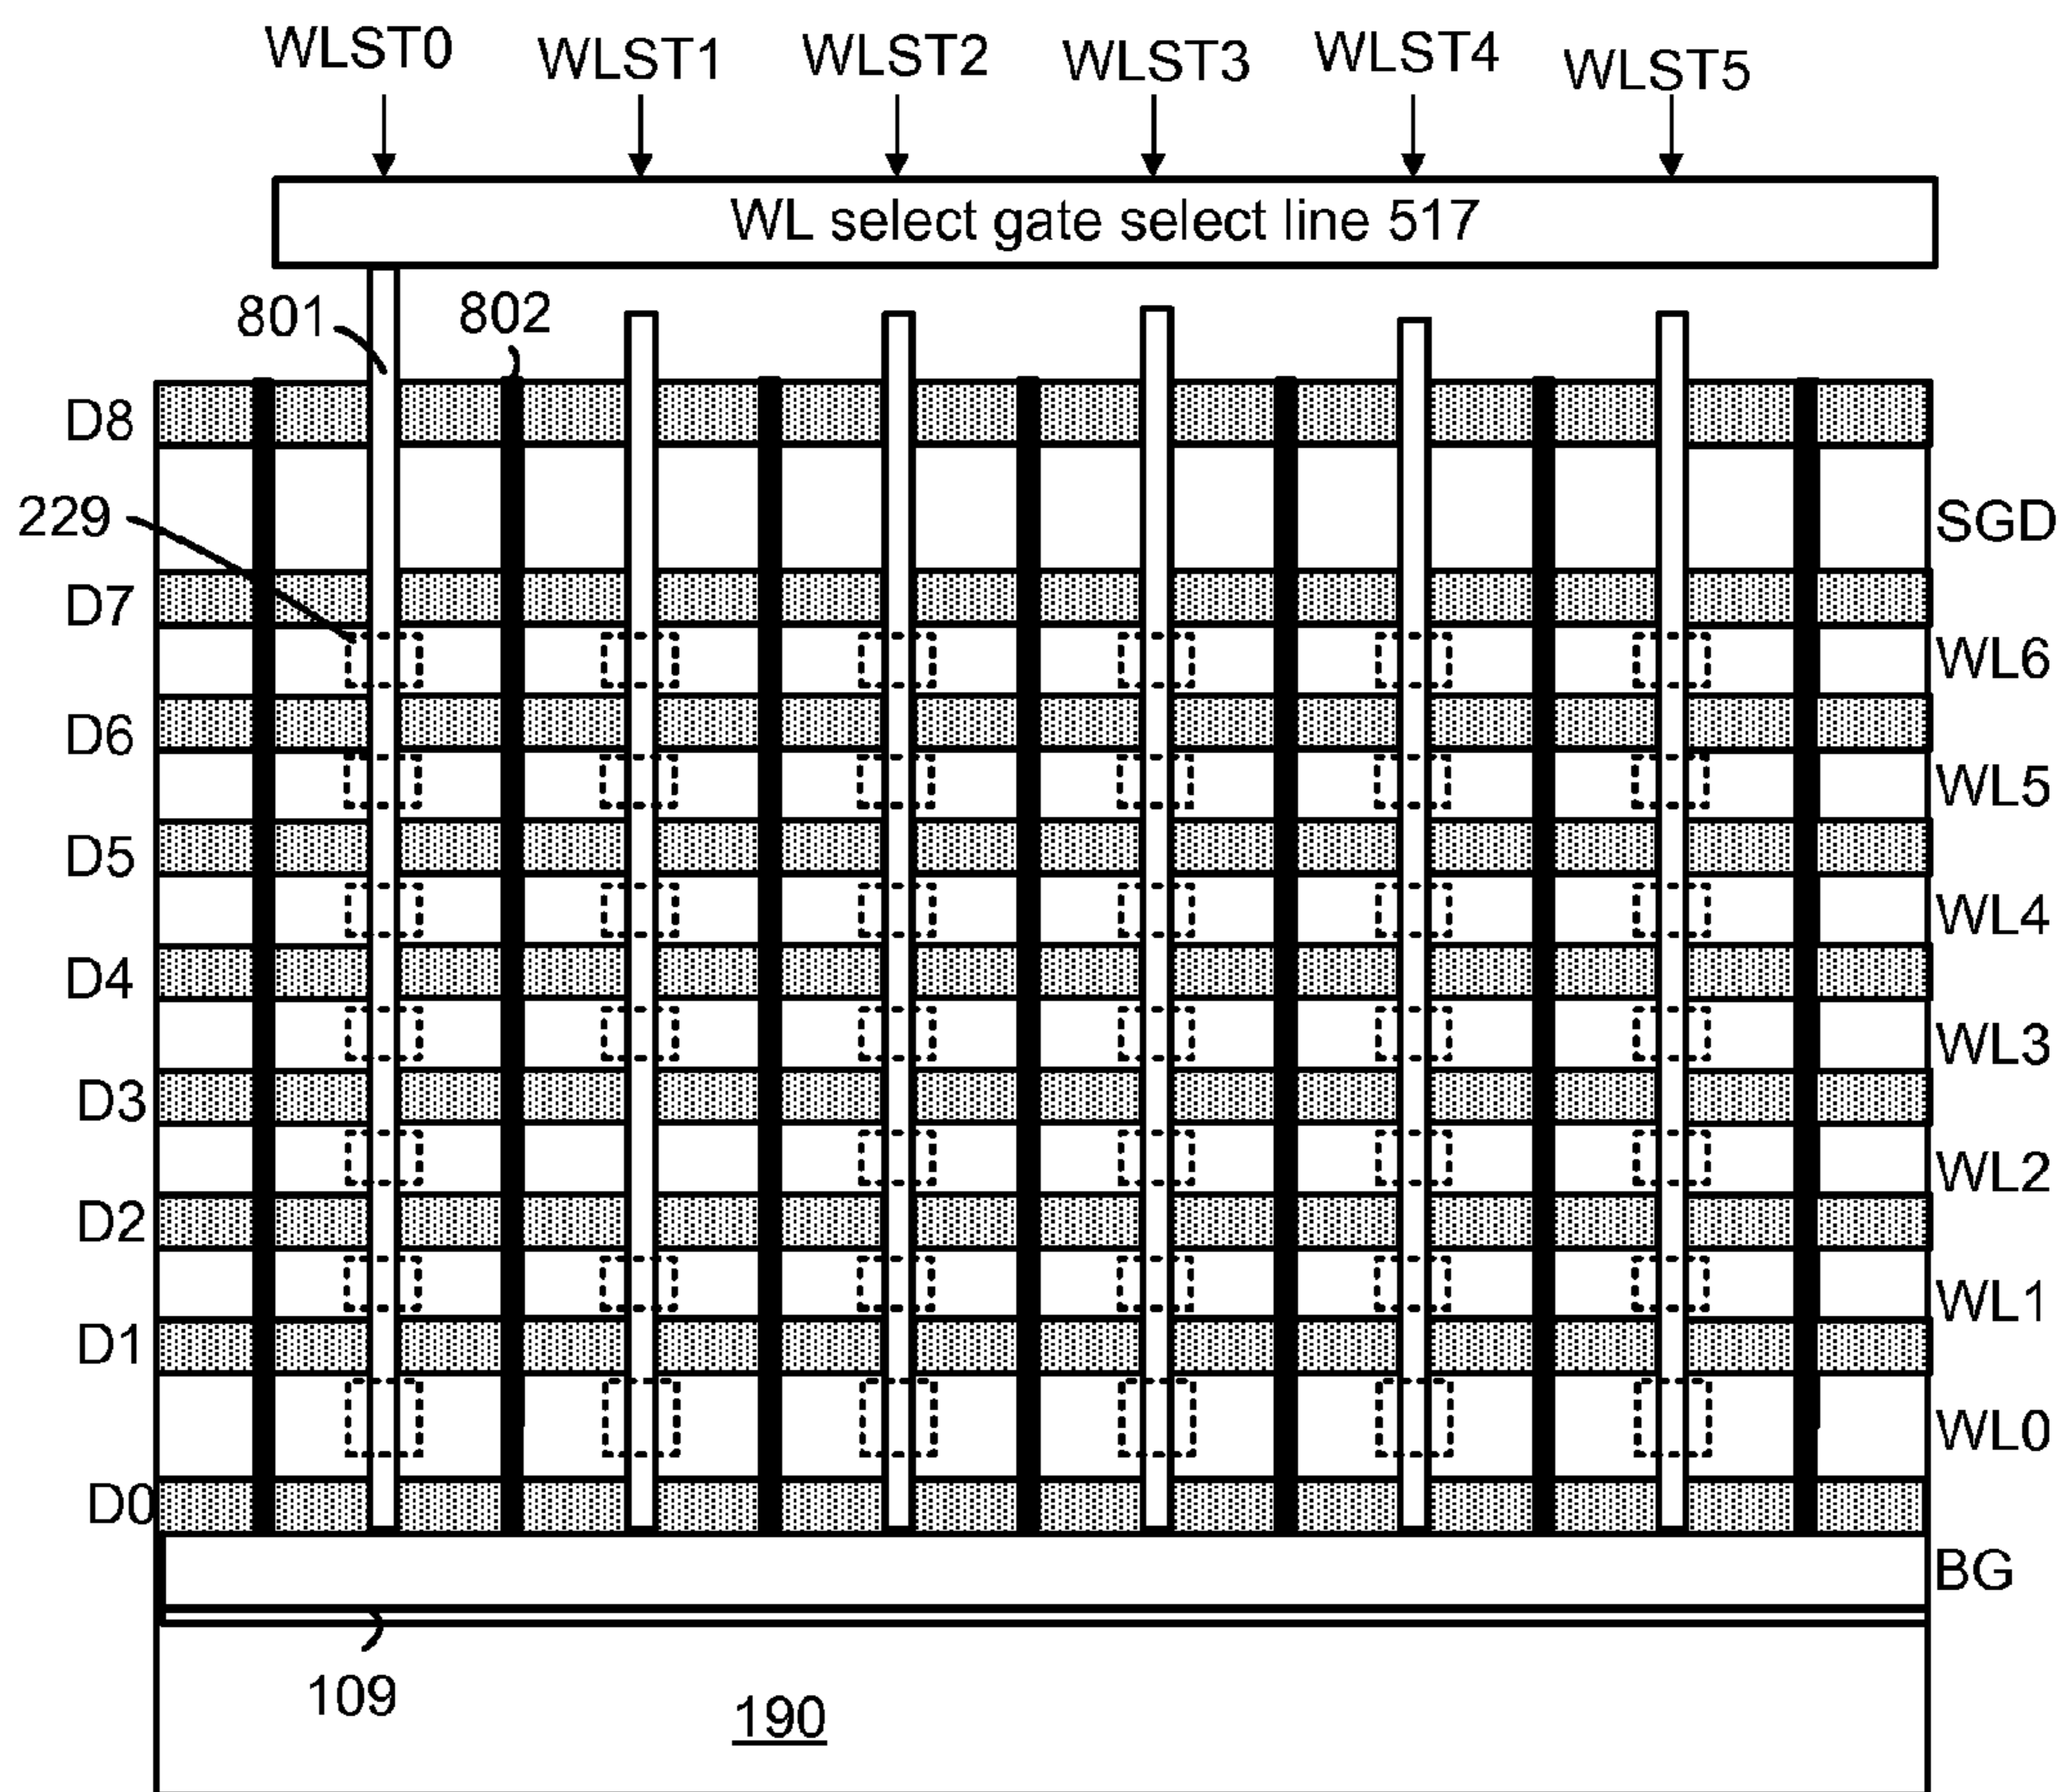 WLST0 WLST1 WLST2 WLST3 WLST4 WLST5
WL select gate select line 517
801 802
D8
229 SGD
D7
WL6
D6
WL5
D5
WL4
D4
WL3
D3
WL2
D2
WL1
D1
WL0
D0
BG
109
190